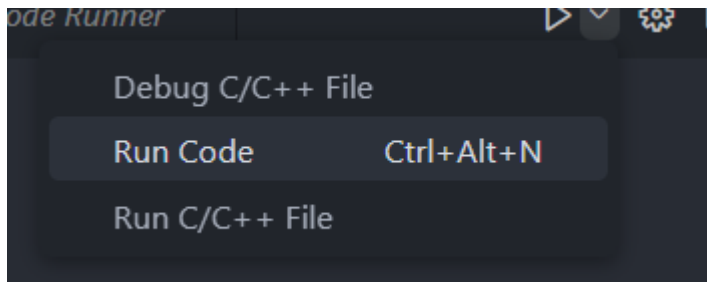 ode Runner
Debug C/C++ File
Run Code Ctrl+Alt+N
Run C/C++ File